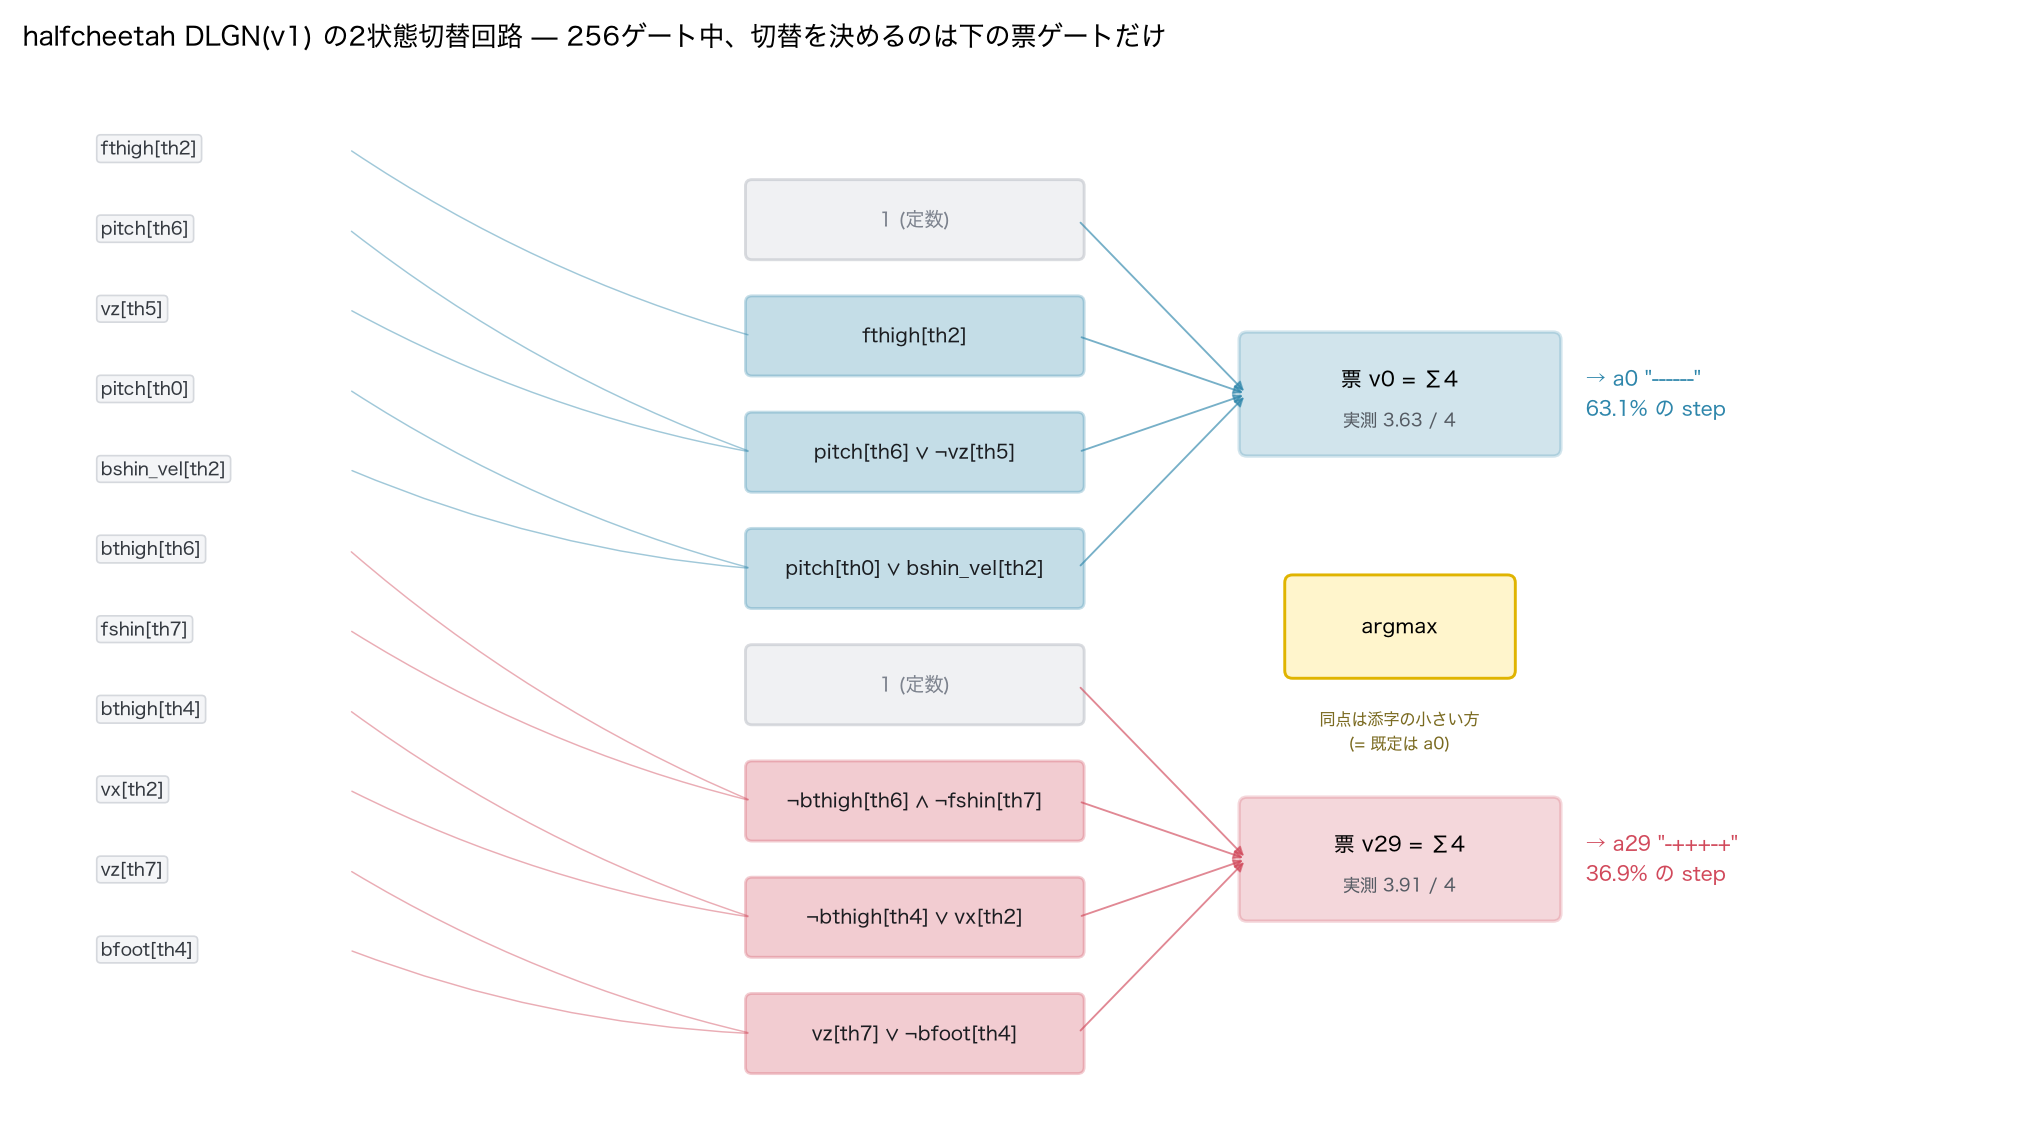 halfcheetah DLGN(v1) の2状態切替回路 — 256ゲート中、切替を決めるのは下の票ゲートだけ
fthigh[th2]
pitch[th6]
vz[th5]
pitch[th0]
bshin_vel[th2]
bthigh[th6]
fshin[th7]
bthigh[th4]
vx[th2]
vz[th7]
bfoot[th4]
1 (定数)
fthigh[th2]
pitch[th6] ∨ ¬vz[th5]
pitch[th0] ∨ bshin_vel[th2]
1 (定数)
¬bthigh[th6] ∧ ¬fshin[th7]
¬bthigh[th4] ∨ vx[th2]
vz[th7] ∨ ¬bfoot[th4]
票 v0 = ∑4
実測 3.63 / 4
→ a0 "------"
63.1% の step
argmax
同点は添字の小さい方
(= 既定は a0)
票 v29 = ∑4
実測 3.91 / 4
→ a29 "-+++-+"
36.9% の step